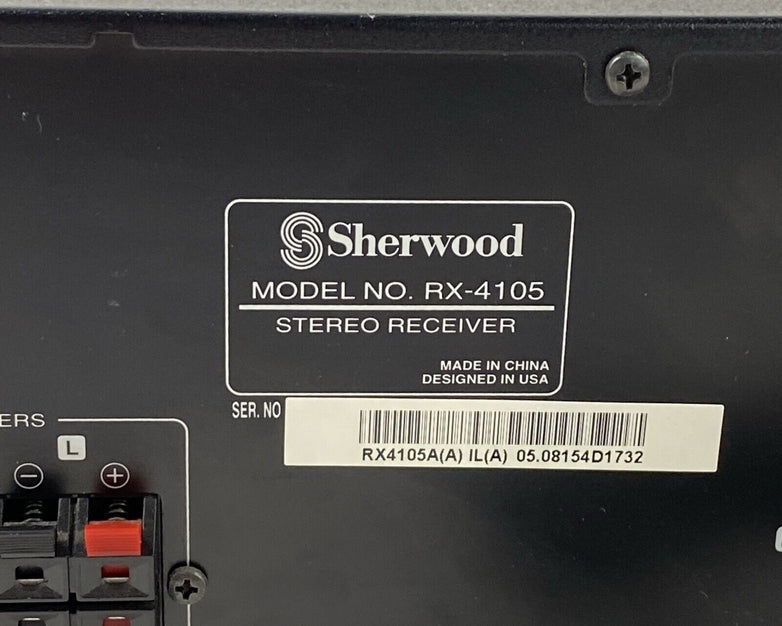 Sherwood
MODEL NO. RX-4105
STEREO RECEIVER
MADE IN CHINA
DESIGNED IN USA
SER. NO
RX4105A(A) IL(A) 05.08154D1732
ERS
L
− +